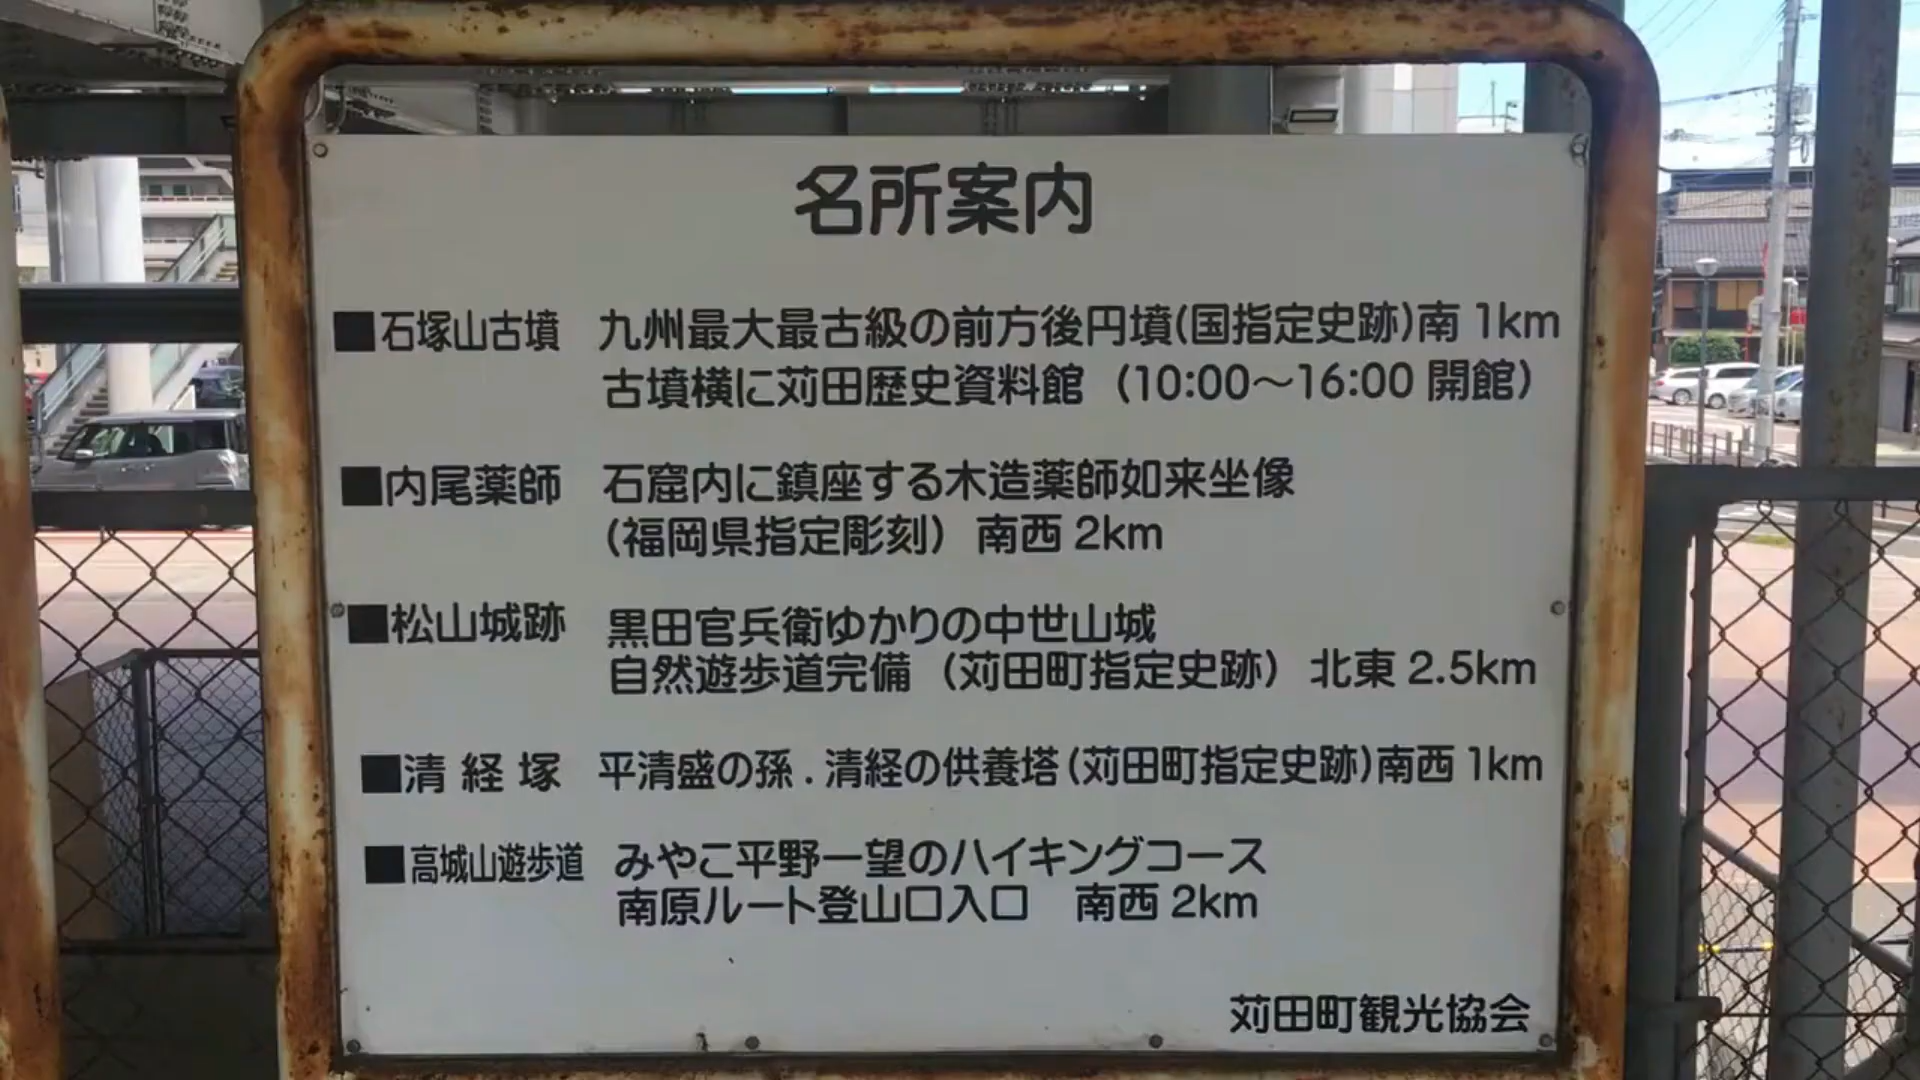 名所案内
■石塚山古墳 九州最大最古級の前方後円墳(国指定史跡)南 1km
古墳横に苅田歴史資料館 (10:00～16:00 開館)
■内尾薬師 石窟内に鎮座する木造薬師如来坐像
(福岡県指定彫刻) 南西 2km
■松山城跡 黒田官兵衛ゆかりの中世山城
自然遊歩道完備 (苅田町指定史跡) 北東 2.5km
■清経塚 平清盛の孫.清経の供養塔(苅田町指定史跡)南西 1km
■高城山遊歩道 みやこ平野一望のハイキングコース
南原ルート登山口入口 南西 2km
苅田町観光協会